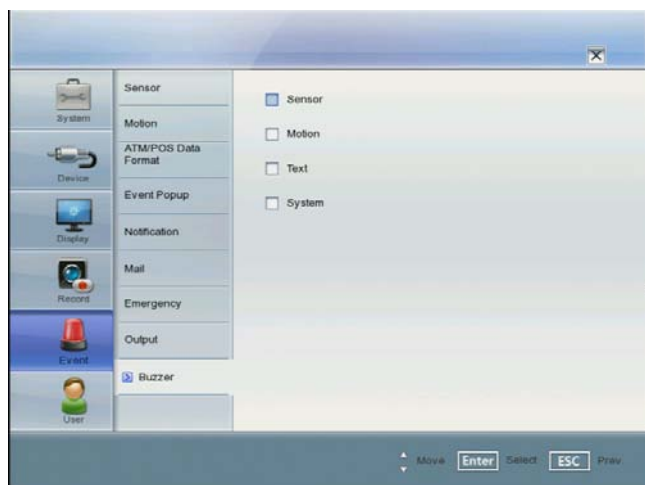 System
Device
Display
Record
Event
User
Sensor
Motion
ATM/POS Data
Format
Event Popup
Notification
Mail
Emergency
Output
Buzzer
Sensor
Motion
Text
System
Move Enter Select ESC Prev